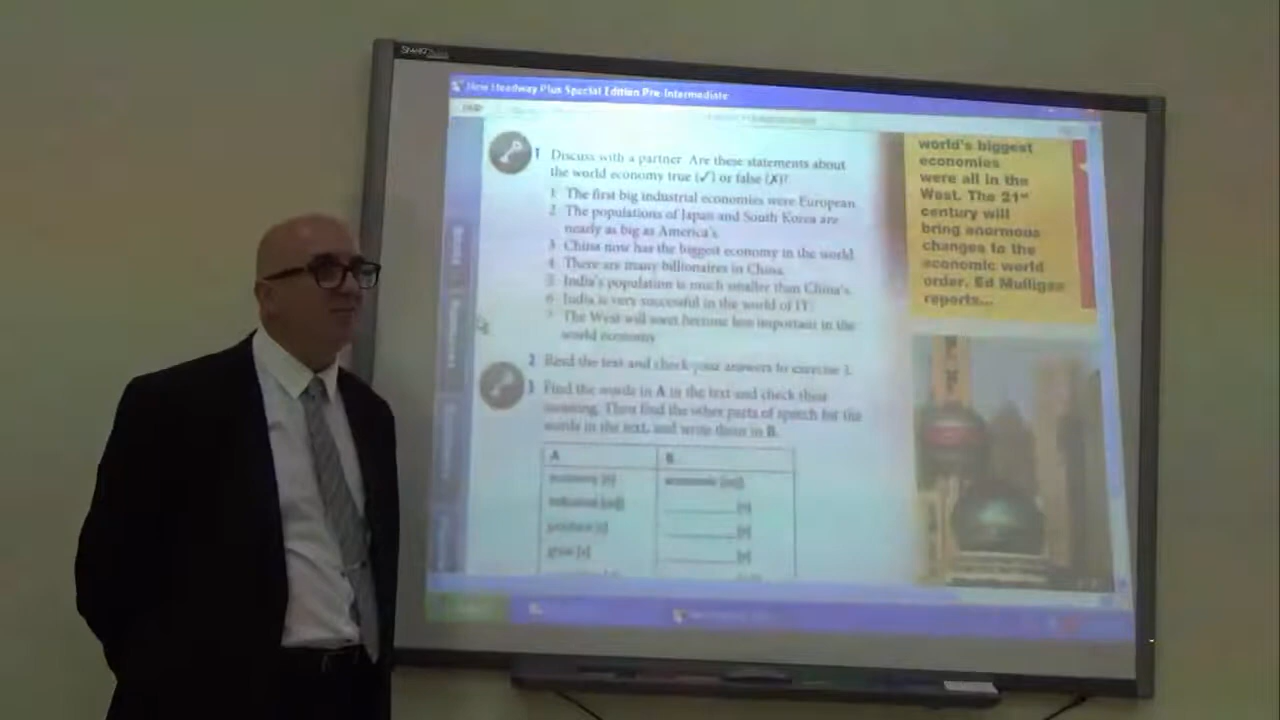 SMART
New Headway Plus Special Edition Pre-Intermediate
1 Discuss with a partner. Are these statements about
the world economy true (✓) or false (✗)?
1 The first big industrial economies were European.
2 The populations of Japan and South Korea are
nearly as big as America's.
3 China now has the biggest economy in the world.
4 There are many billionaires in China.
5 India's population is much smaller than China's.
6 India is very successful in the world of IT.
7 The West will soon become less important in the
world economy.
2 Read the text and check your answers to exercise 1.
3 Find the words in A in the text and check their
meaning. Then find the other parts of speech for the
words in the text, and write them in B.
A B
economy [n] economic [adj]
industrial [adj] [n]
produce [v] [n]
grow [v] [n]
world's biggest
economies
were all in the
West. The 21st
century will
bring enormous
changes to the
economic world
order. Ed Mulligan
reports...